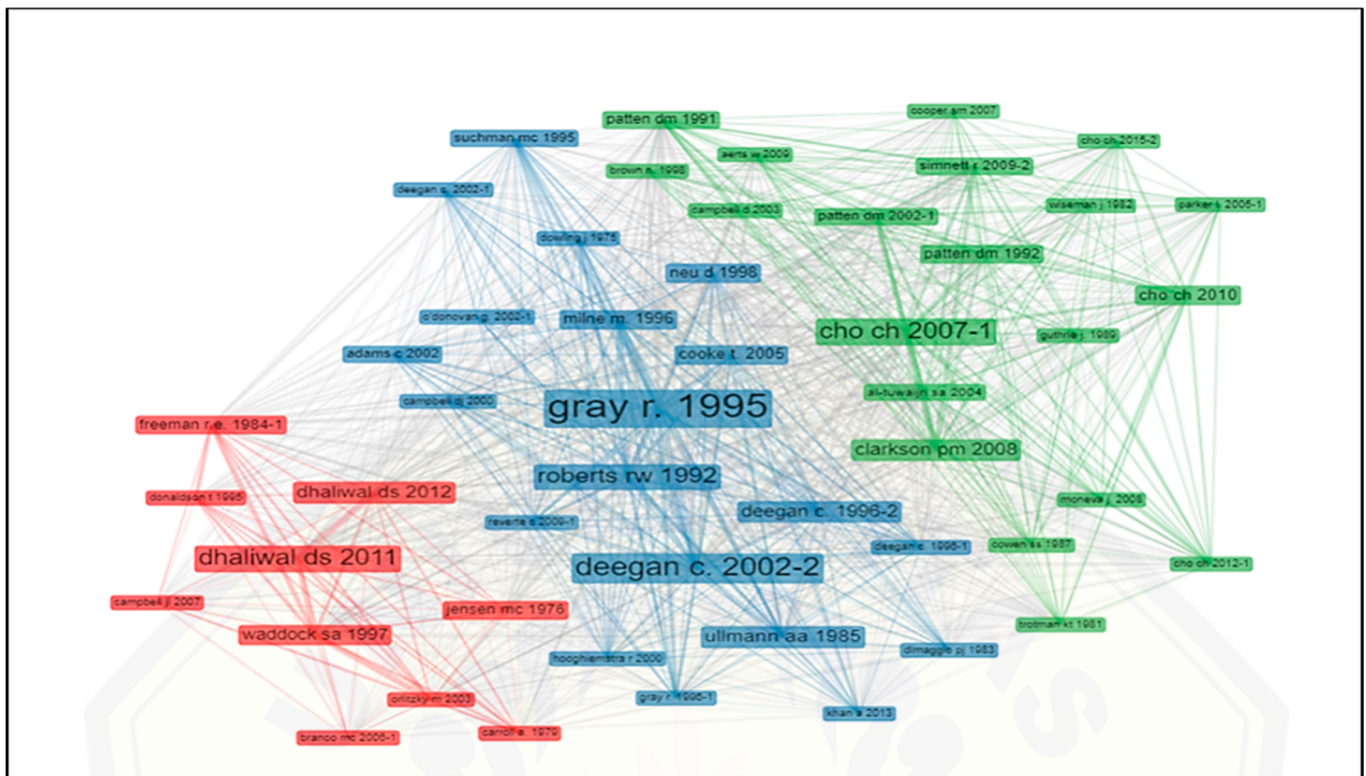 cooper sm 2007
patten dm 1991
suchman mc 1995
cho ch 2015-2
aerts w 2009
simnett r 2009-2
brown n. 1998
deegan c. 2002-1
wiseman j 1982
parker l. 2005-1
campbell d 2003
patten dm 2002-1
dowling j 1975
patten dm 1992
neu d 1998
cho ch 2010
o'donovan g. 2002-1
milne m. 1996
cho ch 2007-1
guthrie j. 1989
adams c 2002
cooke t. 2005
al-tuwaijri sa 2004
campbell dj 2000
gray r. 1995
freeman r.e. 1984-1
clarkson pm 2008
roberts rw 1992
dhaliwal ds 2012
donaldson t 1995
moneva j. 2008
deegan c. 1996-2
reverte c 2009-1
cowen ss 1987
deegan c. 1996-1
dhaliwal ds 2011
cho ch 2012-1
deegan c. 2002-2
campbell jl 2007
jensen mc 1976
trotman kt 1981
waddock sa 1997
ullmann aa 1985
dimaggio pj 1983
hooghiemstra r 2000
orlitzky m 2003
gray r. 1995-1
khan a 2013
carroll a. 1979
branco mc 2006-1